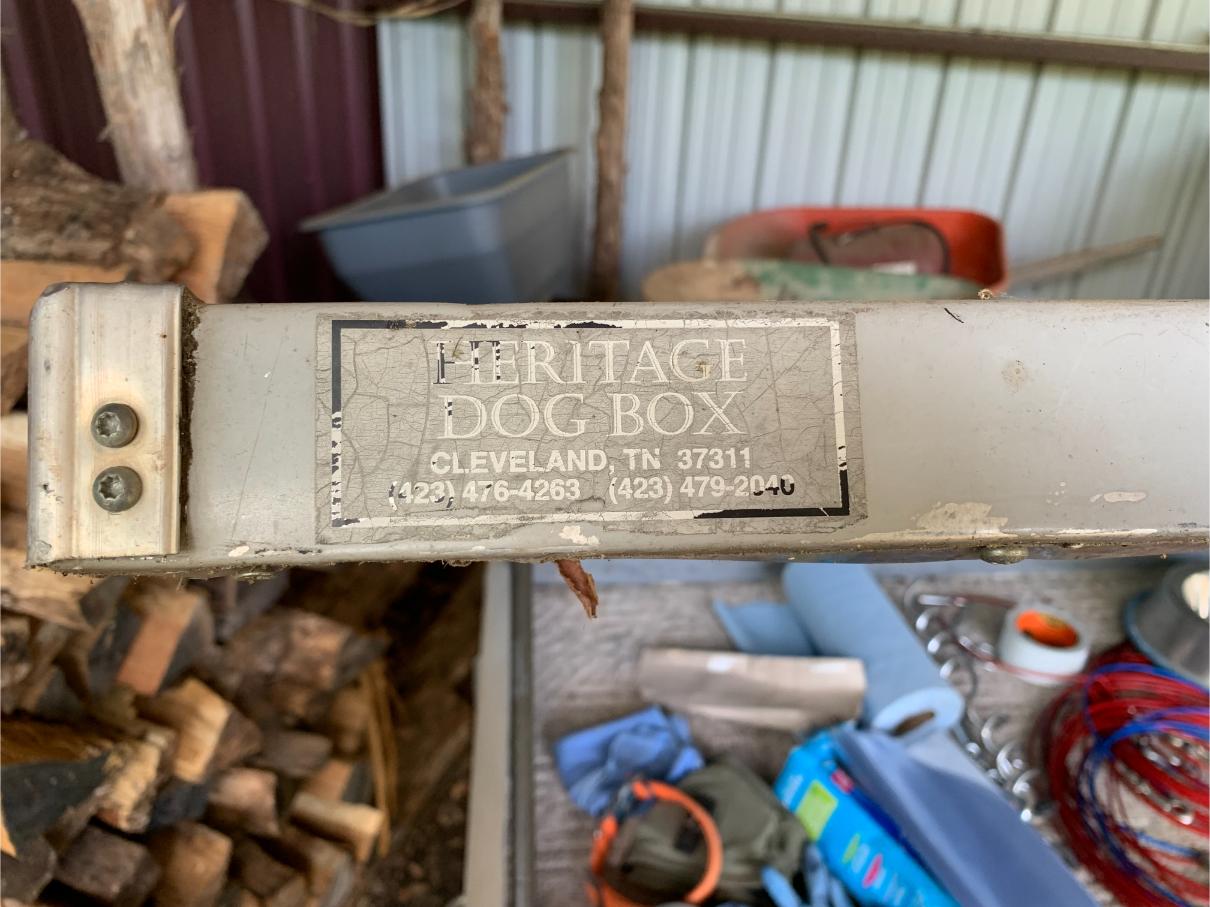 HERITAGE
DOG BOX
CLEVELAND, TN 37311
(423) 476-4263 (423) 479-2040